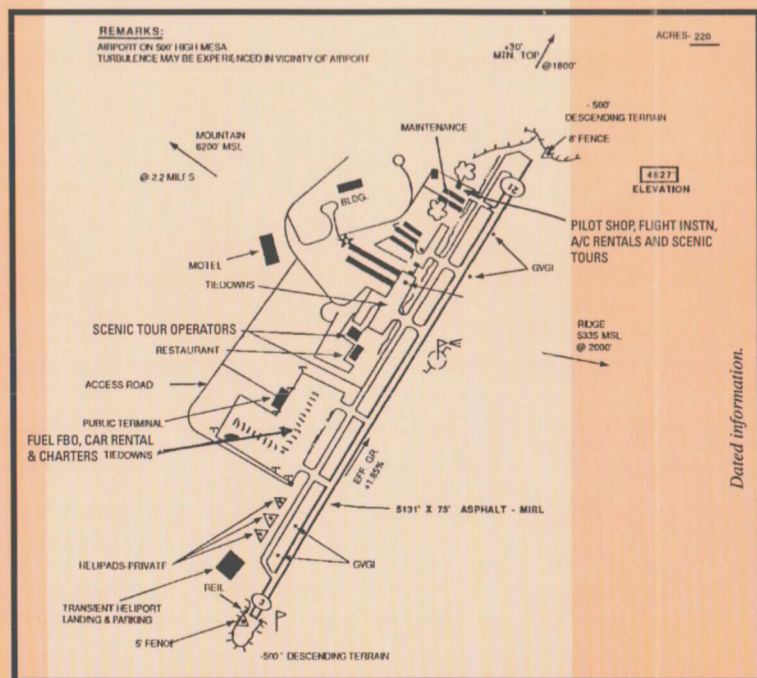 REMARKS:
AIRPORT ON 500' HIGH MESA
TURBULENCE MAY BE EXPERIENCED IN VICINITY OF AIRPORT
+30'
MTN. TOP
@1800'
ACRES- 220
- 500'
DESCENDING TERRAIN
8' FENCE
MAINTENANCE
MOUNTAIN
6200' MSL
@ 2.2 MILES
4827
ELEVATION
21
BLDG.
PILOT SHOP, FLIGHT INSTN,
A/C RENTALS AND SCENIC
TOURS
GVGI
MOTEL
TIEDOWNS
SCENIC TOUR OPERATORS
RESTAURANT
RIDGE
5335 MSL
@ 2000'
ACCESS ROAD
PUBLIC TERMINAL
FUEL FBO, CAR RENTAL
& CHARTERS TIEDOWNS
EFF. GR.
+1.85%
5131' X 75' ASPHALT - MIRL
HELIPADS-PRIVATE
GVGI
TRANSIENT HELIPORT
LANDING & PARKING
REIL
3
5' FENCE
-500' DESCENDING TERRAIN
Dated information.